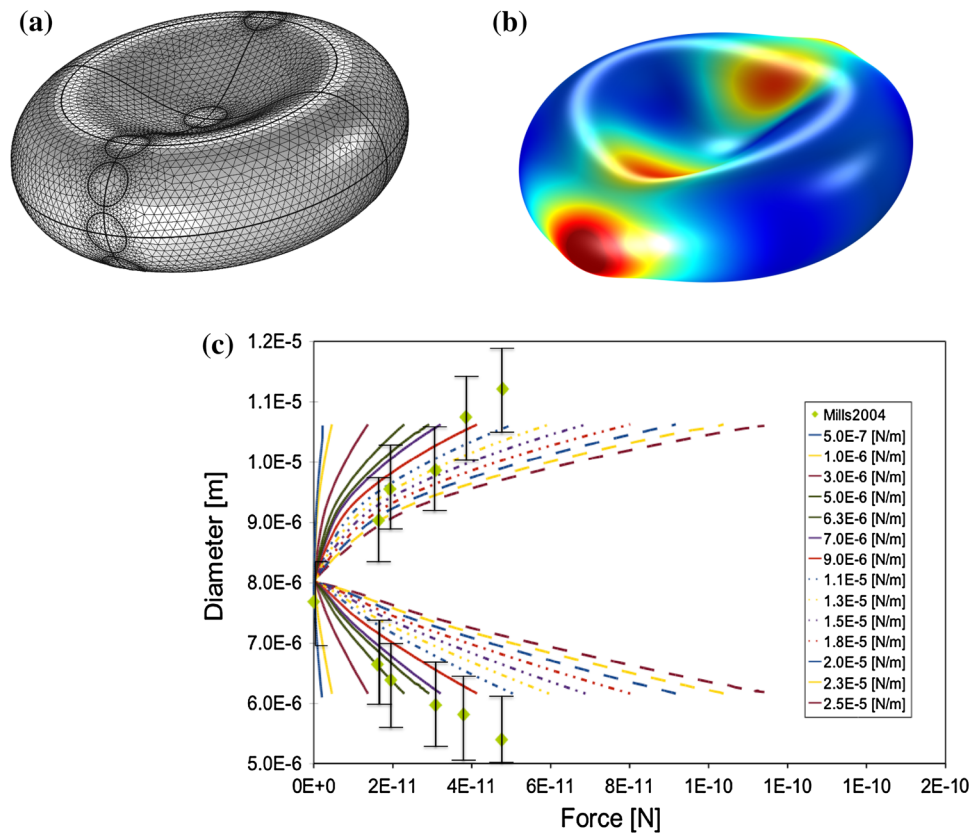 (a)
(b)
(c)
1.2E-5
1.1E-5
1.0E-5
9.0E-6
8.0E-6
7.0E-6
6.0E-6
5.0E-6
Diameter [m]
0E+0
2E-11
4E-11
6E-11
8E-11
1E-10
1E-10
1E-10
2E-10
Force [N]
Mills2004
5.0E-7 [N/m]
1.0E-6 [N/m]
3.0E-6 [N/m]
5.0E-6 [N/m]
6.3E-6 [N/m]
7.0E-6 [N/m]
9.0E-6 [N/m]
1.1E-5 [N/m]
1.3E-5 [N/m]
1.5E-5 [N/m]
1.8E-5 [N/m]
2.0E-5 [N/m]
2.3E-5 [N/m]
2.5E-5 [N/m]